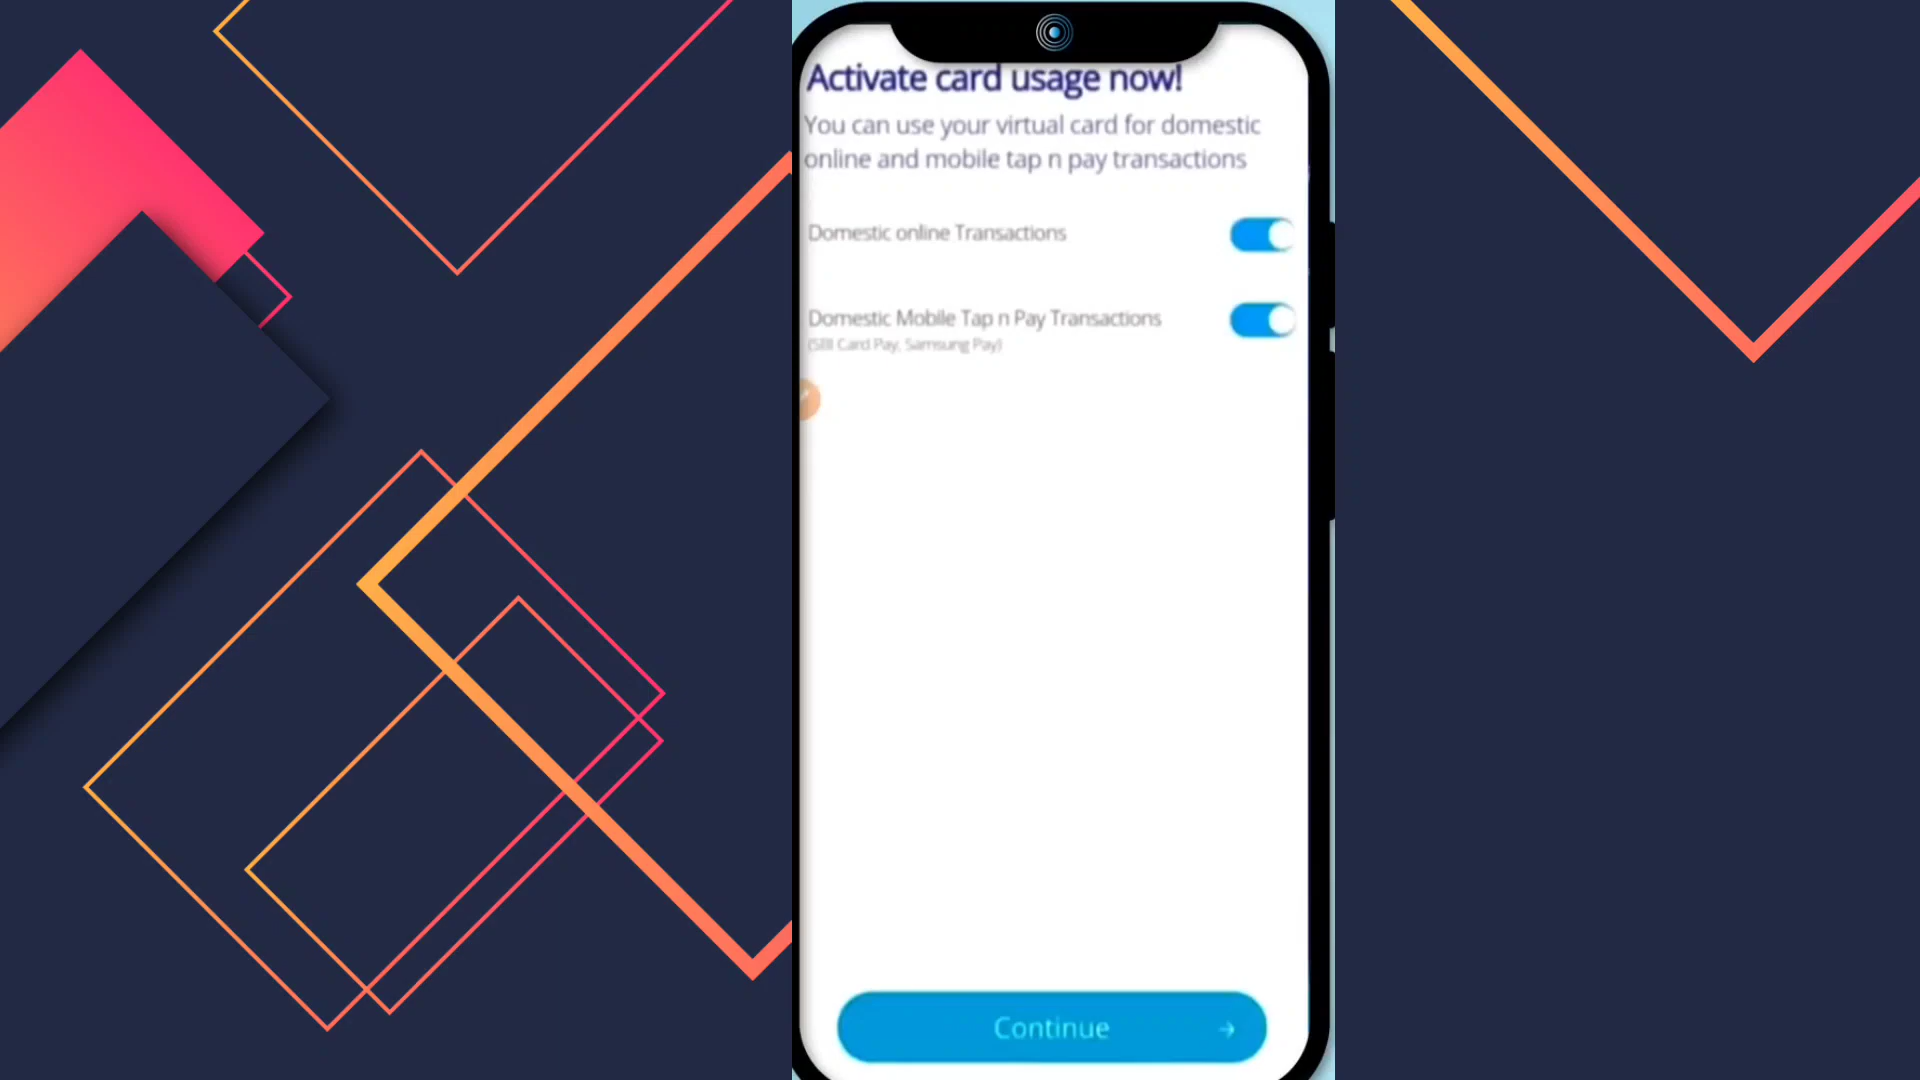 Activate card usage now!
You can use your virtual card for domestic
online and mobile tap n pay transactions
Domestic online Transactions
Domestic Mobile Tap n Pay Transactions
(SBI Card Pay, Samsung Pay)
Continue